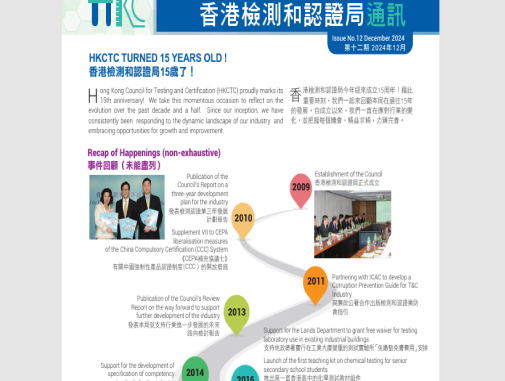 HKTC
香港檢測和認證局通訊
Issue No.12 December 2024
第十二期 2024年12月
HKCTC TURNED 15 YEARS OLD !
香港檢測和認證局15歲了！
Hong Kong Council for Testing and Certification (HKCTC) proudly marks its
15th anniversary! We take this momentous occasion to reflect on the
evolution over the past decade and a half. Since our inception, we have
consistently been responded to the dynamic landscape of our industry and
embracing opportunities for growth and improvement.
香港檢測和認證局今年迎來成立15周年！藉此
重要時刻，我們一起來回顧本局在過往15年
的發展。自成立以來，我們一直在應對行業的變
化，並把握每個機會，精益求精，力臻完善。
Recap of Happenings (non-exhaustive)
事件回顧（未能盡列）
2009
Establishment of the Council
香港檢測和認證局正式成立
Publication of the
Council's Report on a
three-year development
plan for the industry
發表檢測認證業三年發展
計劃報告
2010
Supplement VII to CEPA
liberalisation measures
of the China Compulsory Certification (CCC) System
《CEPA補充協議七》
有關中國強制性產品認證制度(CCC）的開放措施
2011
Partnering with ICAC to develop a
Corruption Prevention Guide for T&C
Industry
與廉政公署合作出版檢測和認證業防
貪指引
Publication of the Council's Review
Report on the way forward to support
further development of the industry
發表本局就支持行業進一步發展的未來
路向檢討報告
2013
Support for the Lands Department to grant free waiver for testing
laboratory use in existing industrial buildings
支持地政總署實行在工業大廈營運的測試實驗所「免繳豁免書費用」安排
Support for the development of
specification of competency
2014
Launch of the first teaching kit on chemical testing for senior
secondary school students
推出第一套香港高中的化學測試教材組件
2016